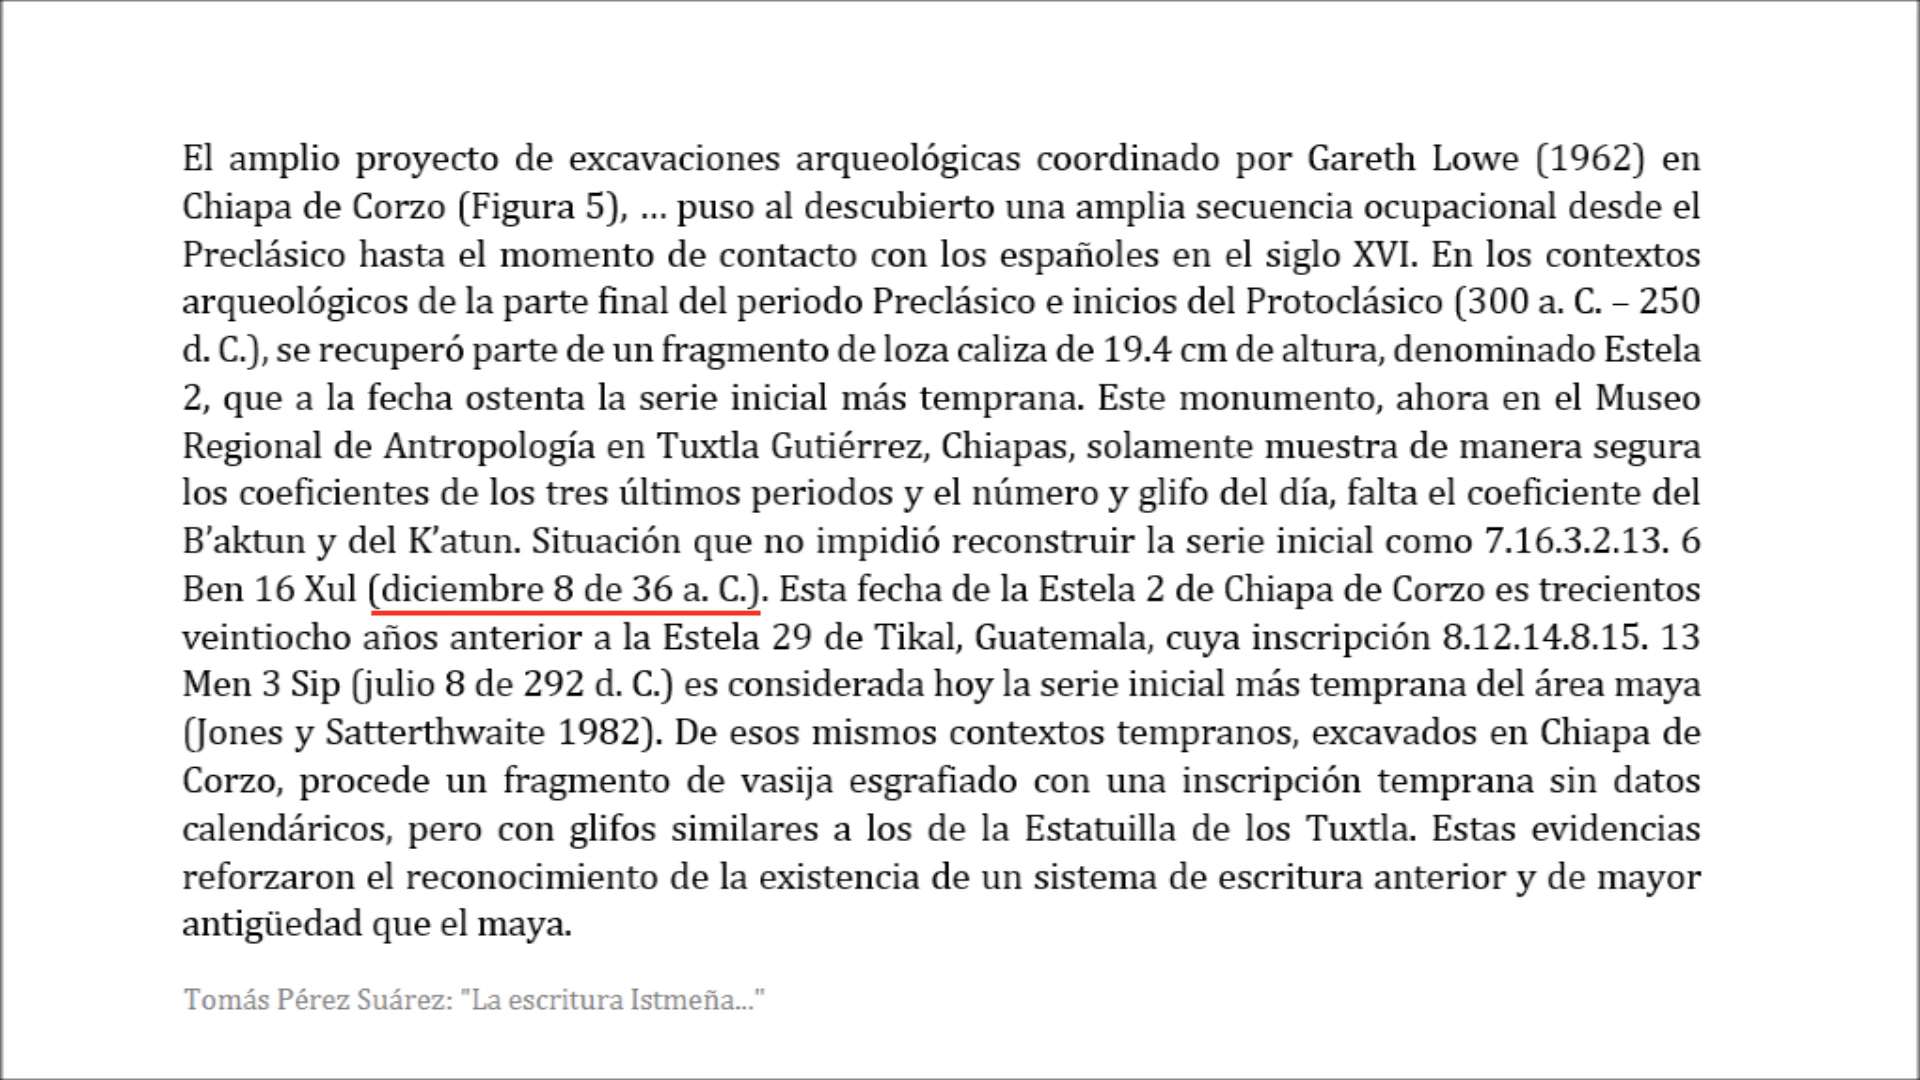 El amplio proyecto de excavaciones arqueológicas coordinado por Gareth Lowe (1962) en
Chiapa de Corzo (Figura 5), ... puso al descubierto una amplia secuencia ocupacional desde el
Preclásico hasta el momento de contacto con los españoles en el siglo XVI. En los contextos
arqueológicos de la parte final del periodo Preclásico e inicios del Protoclásico (300 a. C. – 250
d. C.), se recuperó parte de un fragmento de loza caliza de 19.4 cm de altura, denominado Estela
2, que a la fecha ostenta la serie inicial más temprana. Este monumento, ahora en el Museo
Regional de Antropología en Tuxtla Gutiérrez, Chiapas, solamente muestra de manera segura
los coeficientes de los tres últimos periodos y el número y glifo del día, falta el coeficiente del
B’aktun y del K’atun. Situación que no impidió reconstruir la serie inicial como 7.16.3.2.13. 6
Ben 16 Xul (diciembre 8 de 36 a. C.). Esta fecha de la Estela 2 de Chiapa de Corzo es trecientos
veintiocho años anterior a la Estela 29 de Tikal, Guatemala, cuya inscripción 8.12.14.8.15. 13
Men 3 Sip (julio 8 de 292 d. C.) es considerada hoy la serie inicial más temprana del área maya
(Jones y Satterthwaite 1982). De esos mismos contextos tempranos, excavados en Chiapa de
Corzo, procede un fragmento de vasija esgrafiado con una inscripción temprana sin datos
calendáricos, pero con glifos similares a los de la Estatuilla de los Tuxtla. Estas evidencias
reforzaron el reconocimiento de la existencia de un sistema de escritura anterior y de mayor
antigüedad que el maya.
Tomás Pérez Suárez: "La escritura Istmeña..."